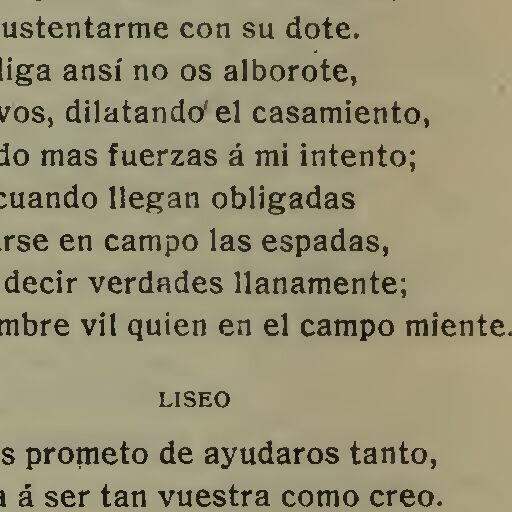 ustentarme con su dote.
liga ansí no os alborote,
vos, dilatando el casamiento,
do mas fuerzas á mi intento;
cuando llegan obligadas
rse en campo las espadas,
decir verdades llanamente;
mbre vil quien en el campo miente.
LISEO
s prometo de ayudaros tanto,
a á ser tan vuestra como creo.